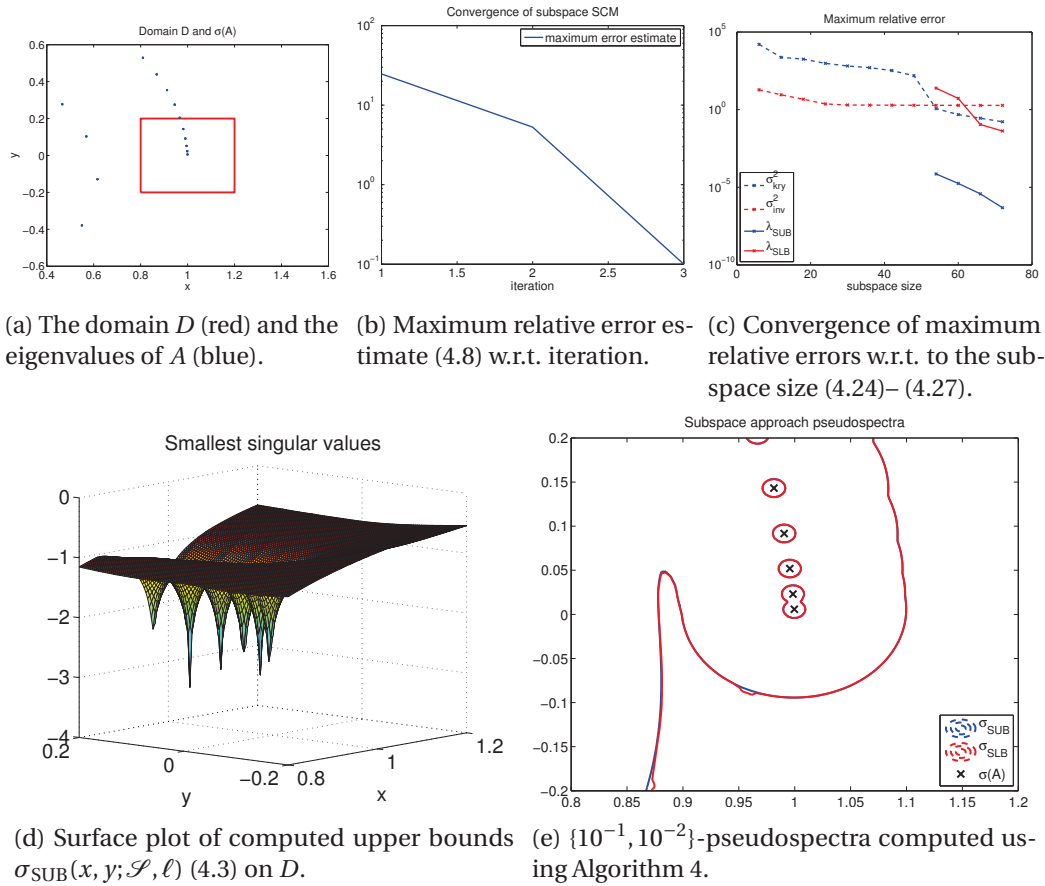 Domain D and σ(A)
0.6
0.4
0.2
0
−0.2
−0.4
−0.6
y
0.4 0.6 0.8 1 1.2 1.4 1.6
x
Convergence of subspace SCM
maximum error estimate
10^2
10^1
10^0
10^−1
1 1.5 2 2.5 3
iteration
Maximum relative error
10^5
10^0
10^−5
10^−10
σ^2_kry
σ^2_inv
λ_SUB
λ_SLB
0 20 40 60 80
subspace size
(a) The domain D (red) and the
eigenvalues of A (blue).
(b) Maximum relative error es-
timate (4.8) w.r.t. iteration.
(c) Convergence of maximum
relative errors w.r.t. to the sub-
space size (4.24)– (4.27).
Smallest singular values
0
−1
−2
−3
−4
0.2 0 −0.2
y
0.8 1 1.2
x
Subspace approach pseudospectra
0.2
0.15
0.1
0.05
0
−0.05
−0.1
−0.15
−0.2
0.8 0.85 0.9 0.95 1 1.05 1.1 1.15 1.2
σ_SUB
σ_SLB
σ(A)
(d) Surface plot of computed upper bounds
σ_SUB(x, y; 𝒮, ℓ) (4.3) on D.
(e) {10^−1, 10^−2}-pseudospectra computed us-
ing Algorithm 4.